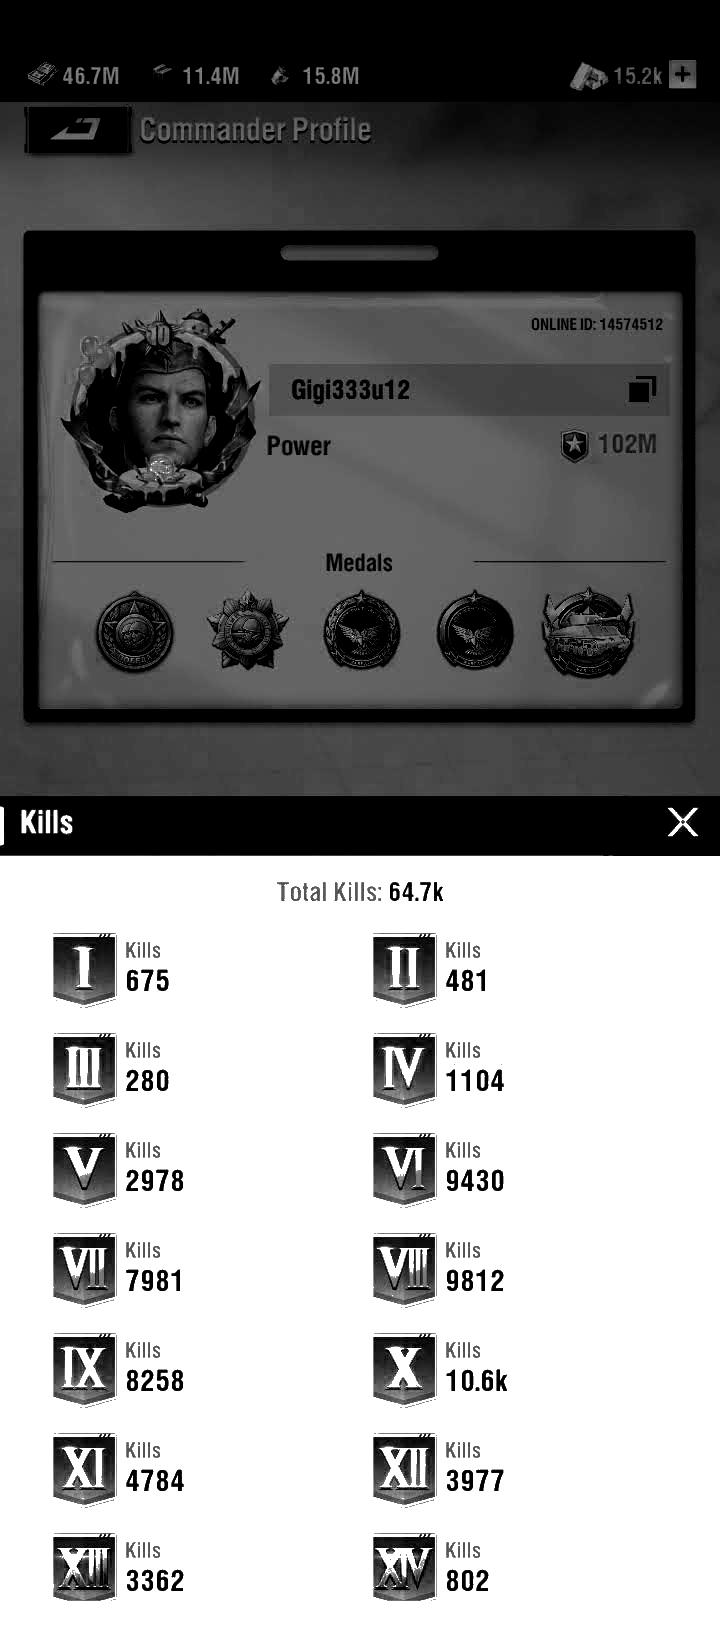 46.7M 11.4M 15.8M 15.2k
Commander Profile
ONLINE ID: 14574512
10
Gigi333u12
Power 102M
Medals
Kills
Total Kills: 64.7k
I Kills 675
II Kills 481
III Kills 280
IV Kills 1104
V Kills 2978
VI Kills 9430
VII Kills 7981
VIII Kills 9812
IX Kills 8258
X Kills 10.6k
XI Kills 4784
XII Kills 3977
XIII Kills 3362
XIV Kills 802